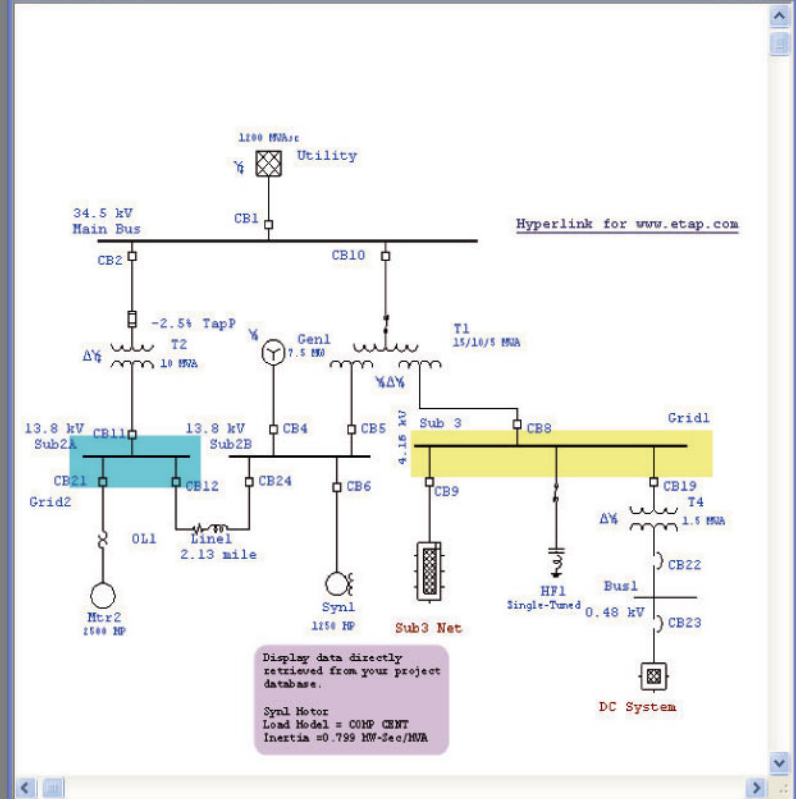 1200 MVAsc
Utility
CB1
34.5 kV
Main Bus
Hyperlink for www.etap.com
CB2
CB10
-2.5% TapP
T2
10 MVA
Gen1
7.5 MW
T1
15/10/5 MVA
13.8 kV
Sub2A
CB11
13.8 kV
Sub2B
CB4
CB5
4.16 kV
Sub 3
CB8
Grid1
CB21
CB12
CB24
CB6
CB9
CB19
Grid2
T4
1.5 MVA
OL1
Line1
2.13 mile
CB22
HF1
Single-Tuned
Bus1
0.48 kV
CB23
Mtr2
2500 HP
Syn1
1250 HP
Sub3 Net
DC System
Display data directly
retrieved from your project
database.
Syn1 Motor
Load Model = COMP CENT
Inertia =0.799 MW-Sec/MVA